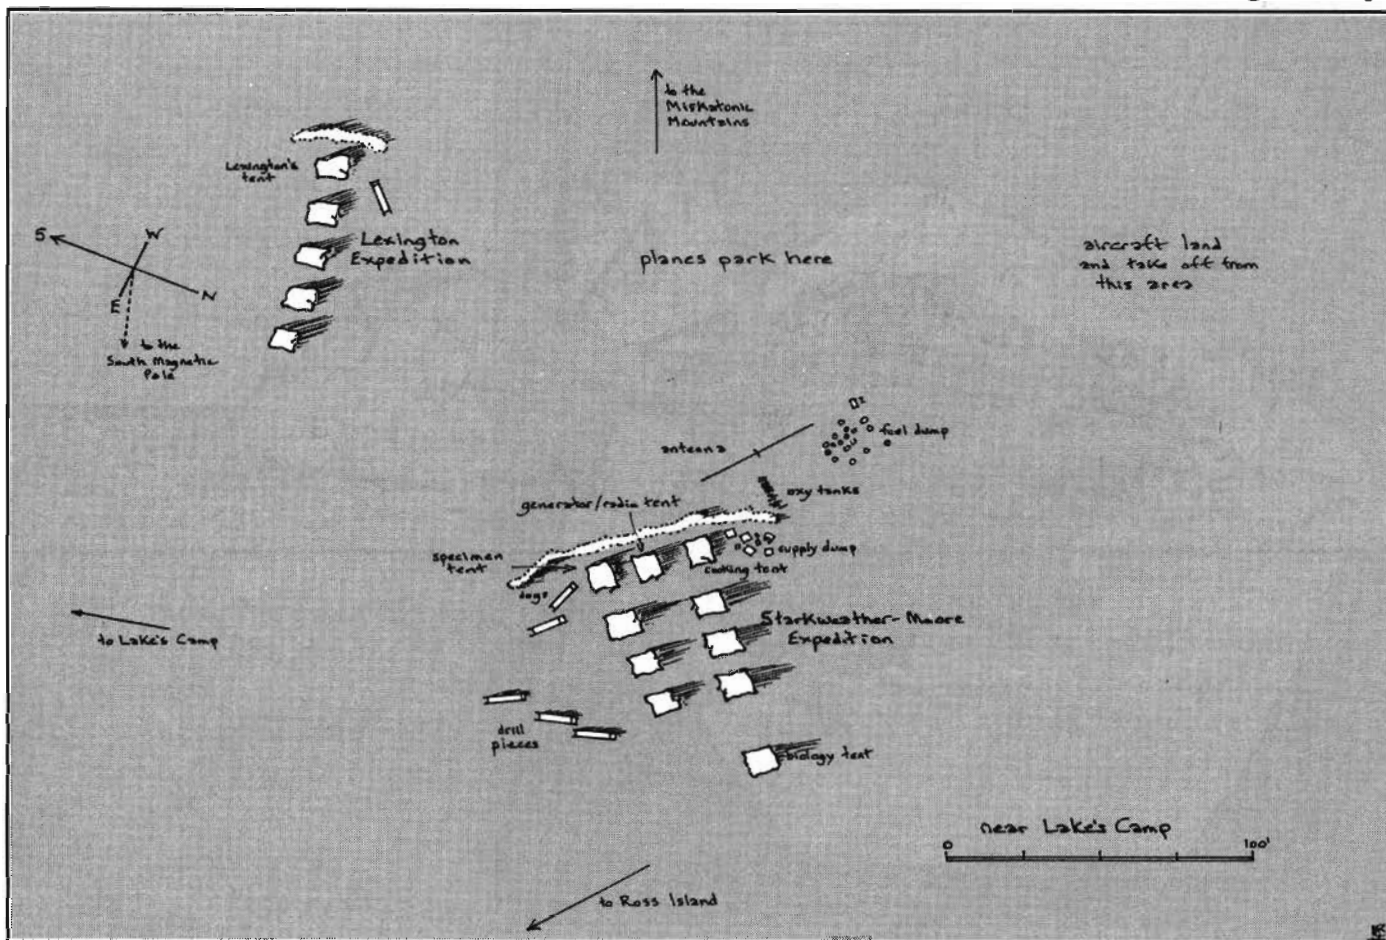 to the
Miskatonic
Mountains
Lexington's
tent
S
W
N
E
to the
South Magnetic
Pole
Lexington
Expedition
planes park here
aircraft land
and take off from
this area
fuel dump
antenna
oxy tanks
generator/radio tent
specimen
tent
supply dump
cooking tent
dogs
Starkweather-Moore
Expedition
to Lake's Camp
drill
pieces
biology tent
near Lake's Camp
0
100'
to Ross Island